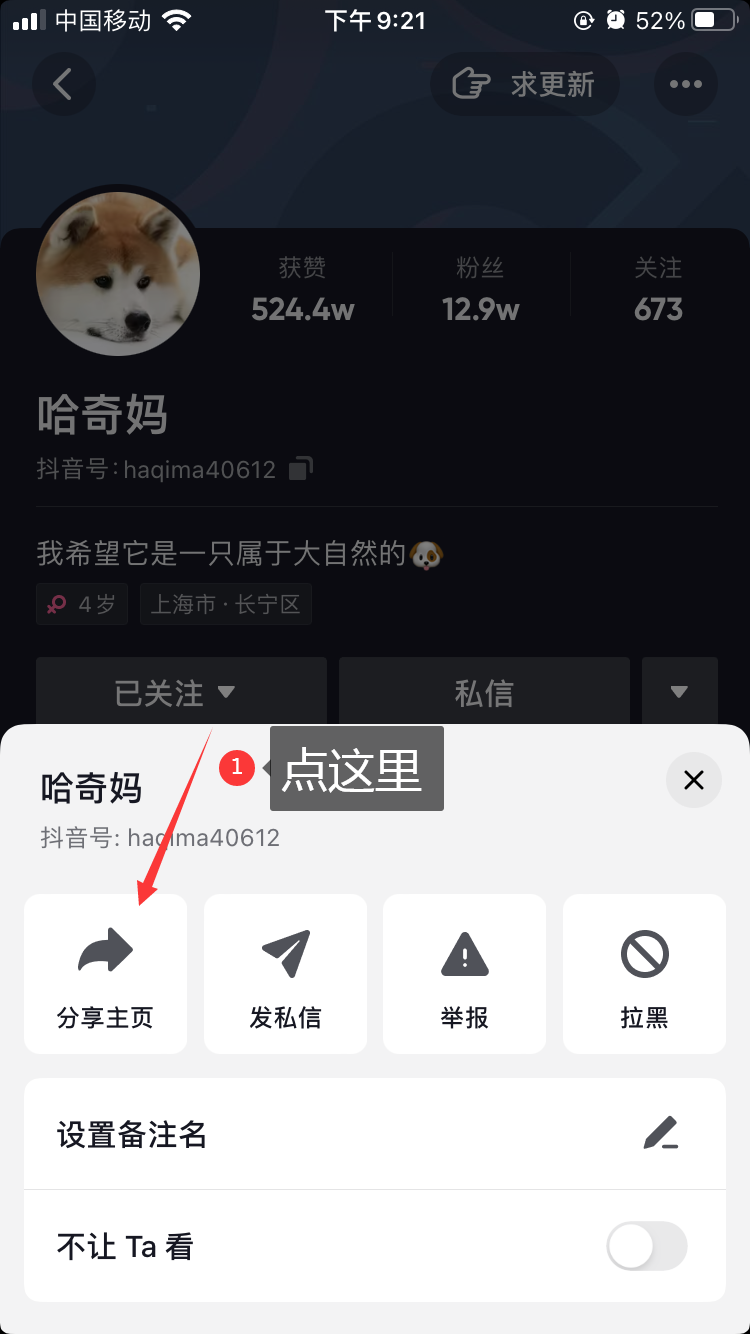 中国移动
下午9:21
52%
求更新
获赞
粉丝
关注
524.4w
12.9w
673
哈奇妈
抖音号:haqima40612
我希望它是一只属于大自然的🐶
4岁
上海市·长宁区
已关注
私信
1
点这里
哈奇妈
抖音号: haqima40612
分享主页
发私信
举报
拉黑
设置备注名
不让 Ta 看